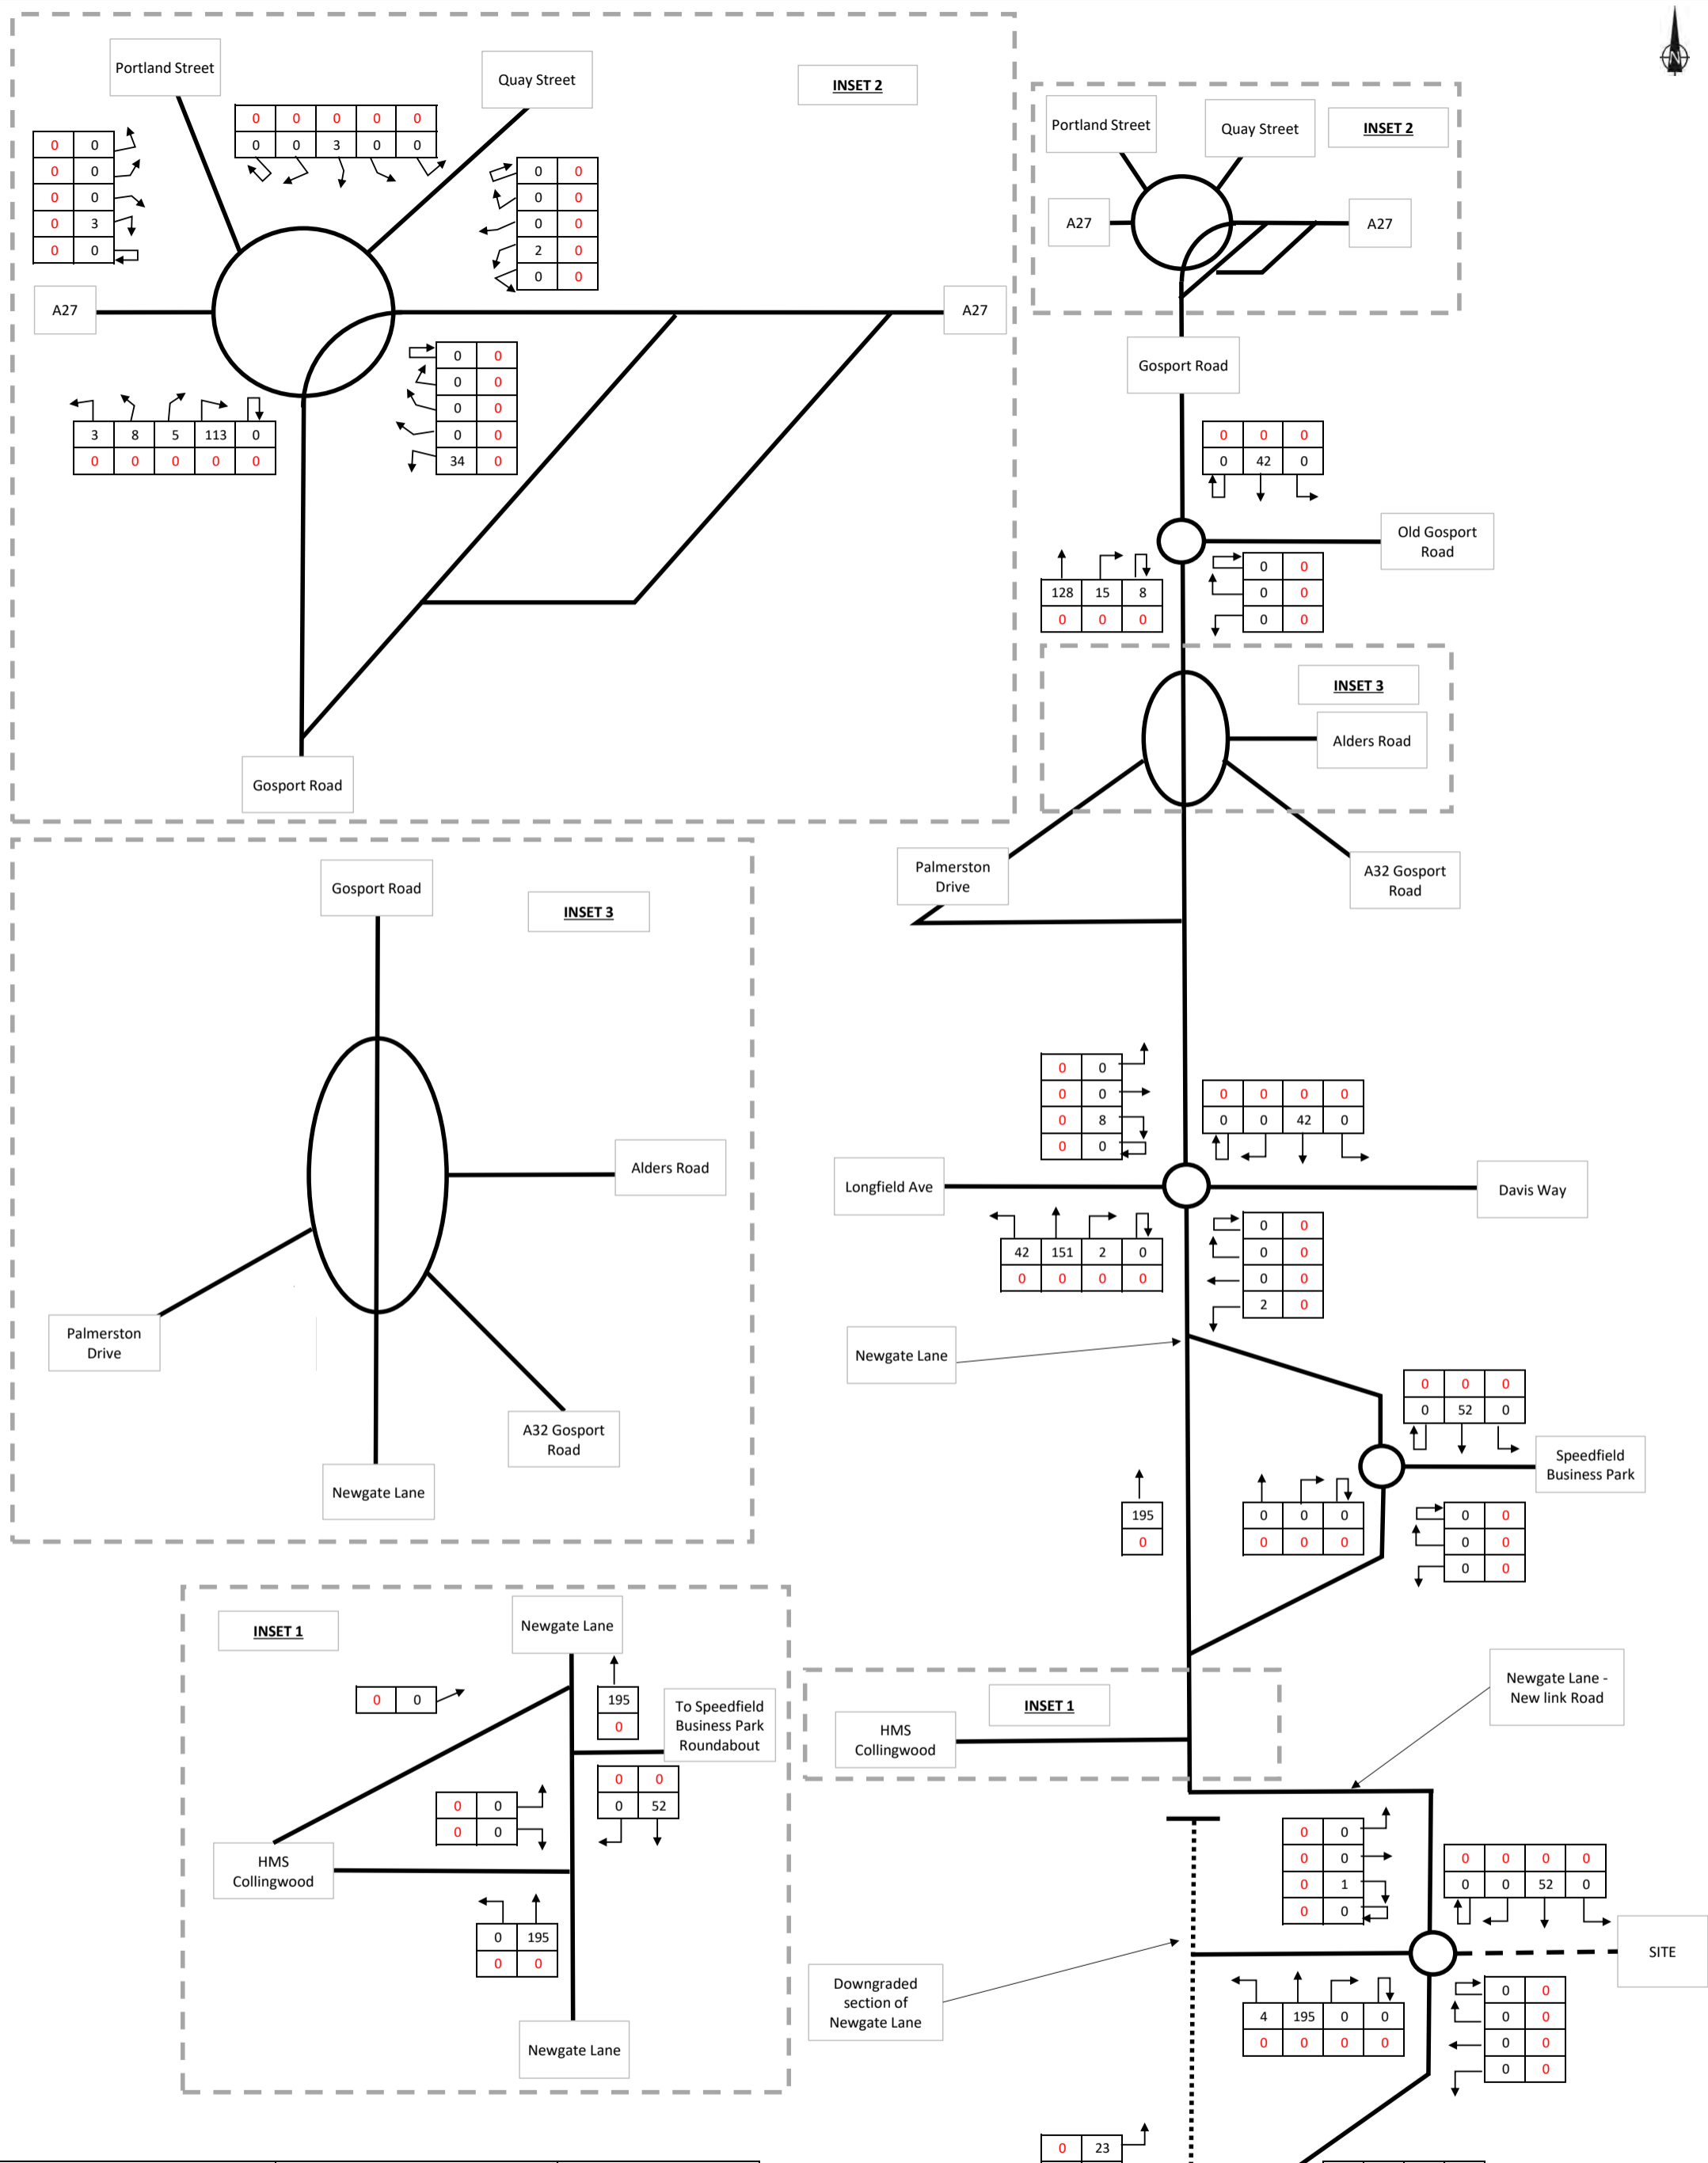 Portland Street
Quay Street
INSET 2
0 0 0 0 0
0 0 3 0 0
0 0
0 0
0 0
0 3
0 0
0 0
0 0
0 0
2 0
0 0
A27
A27
0 0
0 0
0 0
0 0
34 0
3 8 5 113 0
0 0 0 0 0
Gosport Road
N
Portland Street
Quay Street
INSET 2
A27
A27
Gosport Road
0 0 0
0 42 0
Old Gosport
Road
128 15 8
0 0 0
0 0
0 0
0 0
INSET 3
Alders Road
Palmerston
Drive
A32 Gosport
Road
Gosport Road
INSET 3
Alders Road
Palmerston
Drive
A32 Gosport
Road
Newgate Lane
0 0
0 0
0 8
0 0
0 0 0 0
0 0 42 0
Longfield Ave
Davis Way
42 151 2 0
0 0 0 0
0 0
0 0
0 0
2 0
Newgate Lane
0 0 0
0 52 0
Speedfield
Business Park
195
0
0 0 0
0 0 0
0 0
0 0
0 0
INSET 1
Newgate Lane
0 0
195
0
To Speedfield
Business Park
Roundabout
0 0
0 0
0 0
0 52
HMS
Collingwood
0 195
0 0
Newgate Lane
INSET 1
HMS
Collingwood
Newgate Lane -
New link Road
0 0
0 0
0 1
0 0
0 0 0 0
0 0 52 0
SITE
Downgraded
section of
Newgate Lane
4 195 0 0
0 0 0 0
0 0
0 0
0 0
0 0
0 23